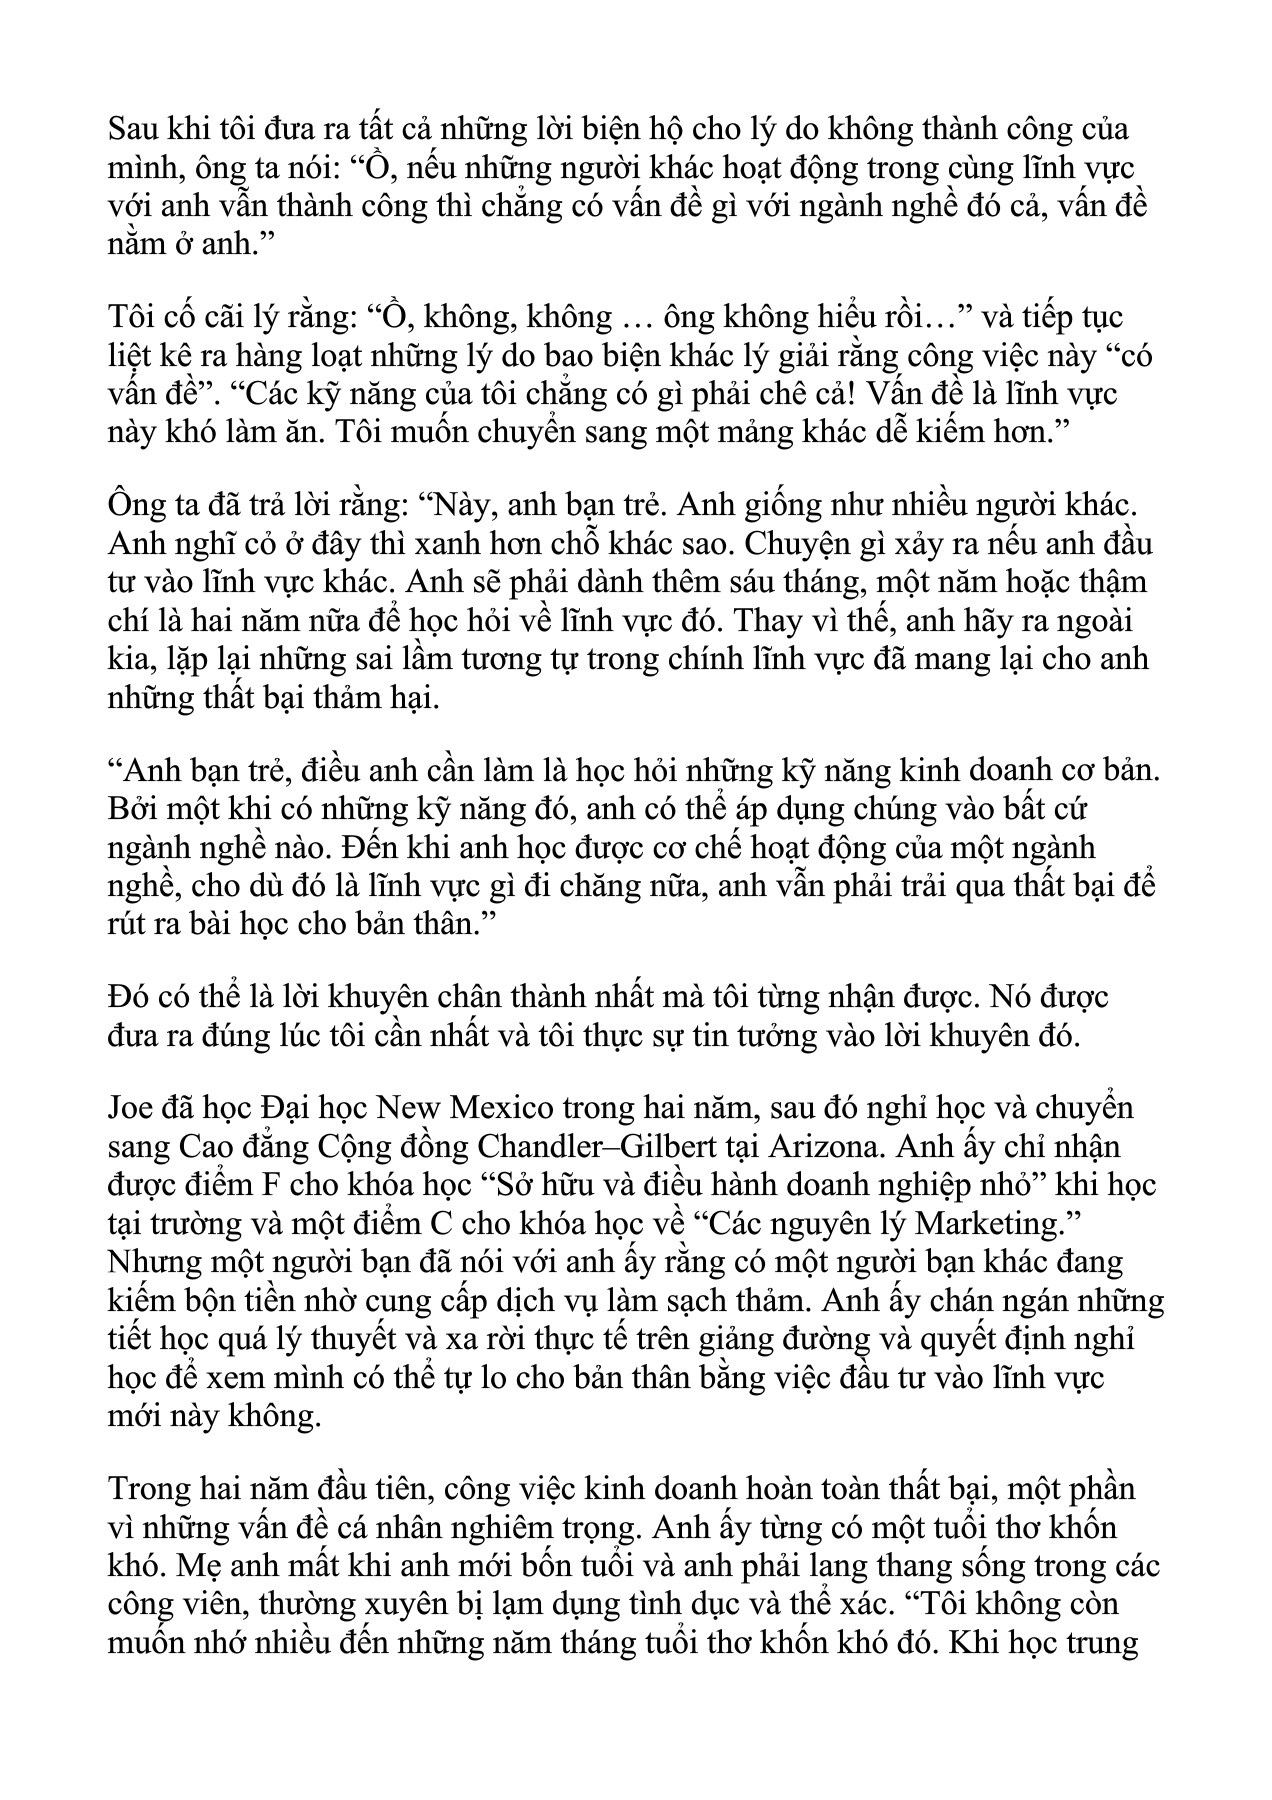 Sau khi tôi đưa ra tất cả những lời biện hộ cho lý do không thành công của
mình, ông ta nói: “Ồ, nếu những người khác hoạt động trong cùng lĩnh vực
với anh vẫn thành công thì chẳng có vấn đề gì với ngành nghề đó cả, vấn đề
nằm ở anh.”
Tôi cố cãi lý rằng: “Ồ, không, không … ông không hiểu rồi…” và tiếp tục
liệt kê ra hàng loạt những lý do bao biện khác lý giải rằng công việc này “có
vấn đề”. “Các kỹ năng của tôi chẳng có gì phải chê cả! Vấn đề là lĩnh vực
này khó làm ăn. Tôi muốn chuyển sang một mảng khác dễ kiếm hơn.”
Ông ta đã trả lời rằng: “Này, anh bạn trẻ. Anh giống như nhiều người khác.
Anh nghĩ cỏ ở đây thì xanh hơn chỗ khác sao. Chuyện gì xảy ra nếu anh đầu
tư vào lĩnh vực khác. Anh sẽ phải dành thêm sáu tháng, một năm hoặc thậm
chí là hai năm nữa để học hỏi về lĩnh vực đó. Thay vì thế, anh hãy ra ngoài
kia, lặp lại những sai lầm tương tự trong chính lĩnh vực đã mang lại cho anh
những thất bại thảm hại.
“Anh bạn trẻ, điều anh cần làm là học hỏi những kỹ năng kinh doanh cơ bản.
Bởi một khi có những kỹ năng đó, anh có thể áp dụng chúng vào bất cứ
ngành nghề nào. Đến khi anh học được cơ chế hoạt động của một ngành
nghề, cho dù đó là lĩnh vực gì đi chăng nữa, anh vẫn phải trải qua thất bại để
rút ra bài học cho bản thân.”
Đó có thể là lời khuyên chân thành nhất mà tôi từng nhận được. Nó được
đưa ra đúng lúc tôi cần nhất và tôi thực sự tin tưởng vào lời khuyên đó.
Joe đã học Đại học New Mexico trong hai năm, sau đó nghỉ học và chuyển
sang Cao đẳng Cộng đồng Chandler–Gilbert tại Arizona. Anh ấy chỉ nhận
được điểm F cho khóa học “Sở hữu và điều hành doanh nghiệp nhỏ” khi học
tại trường và một điểm C cho khóa học về “Các nguyên lý Marketing.”
Nhưng một người bạn đã nói với anh ấy rằng có một người bạn khác đang
kiếm bộn tiền nhờ cung cấp dịch vụ làm sạch thảm. Anh ấy chán ngán những
tiết học quá lý thuyết và xa rời thực tế trên giảng đường và quyết định nghỉ
học để xem mình có thể tự lo cho bản thân bằng việc đầu tư vào lĩnh vực
mới này không.
Trong hai năm đầu tiên, công việc kinh doanh hoàn toàn thất bại, một phần
vì những vấn đề cá nhân nghiêm trọng. Anh ấy từng có một tuổi thơ khốn
khó. Mẹ anh mất khi anh mới bốn tuổi và anh phải lang thang sống trong các
công viên, thường xuyên bị lạm dụng tình dục và thể xác. “Tôi không còn
muốn nhớ nhiều đến những năm tháng tuổi thơ khốn khó đó. Khi học trung